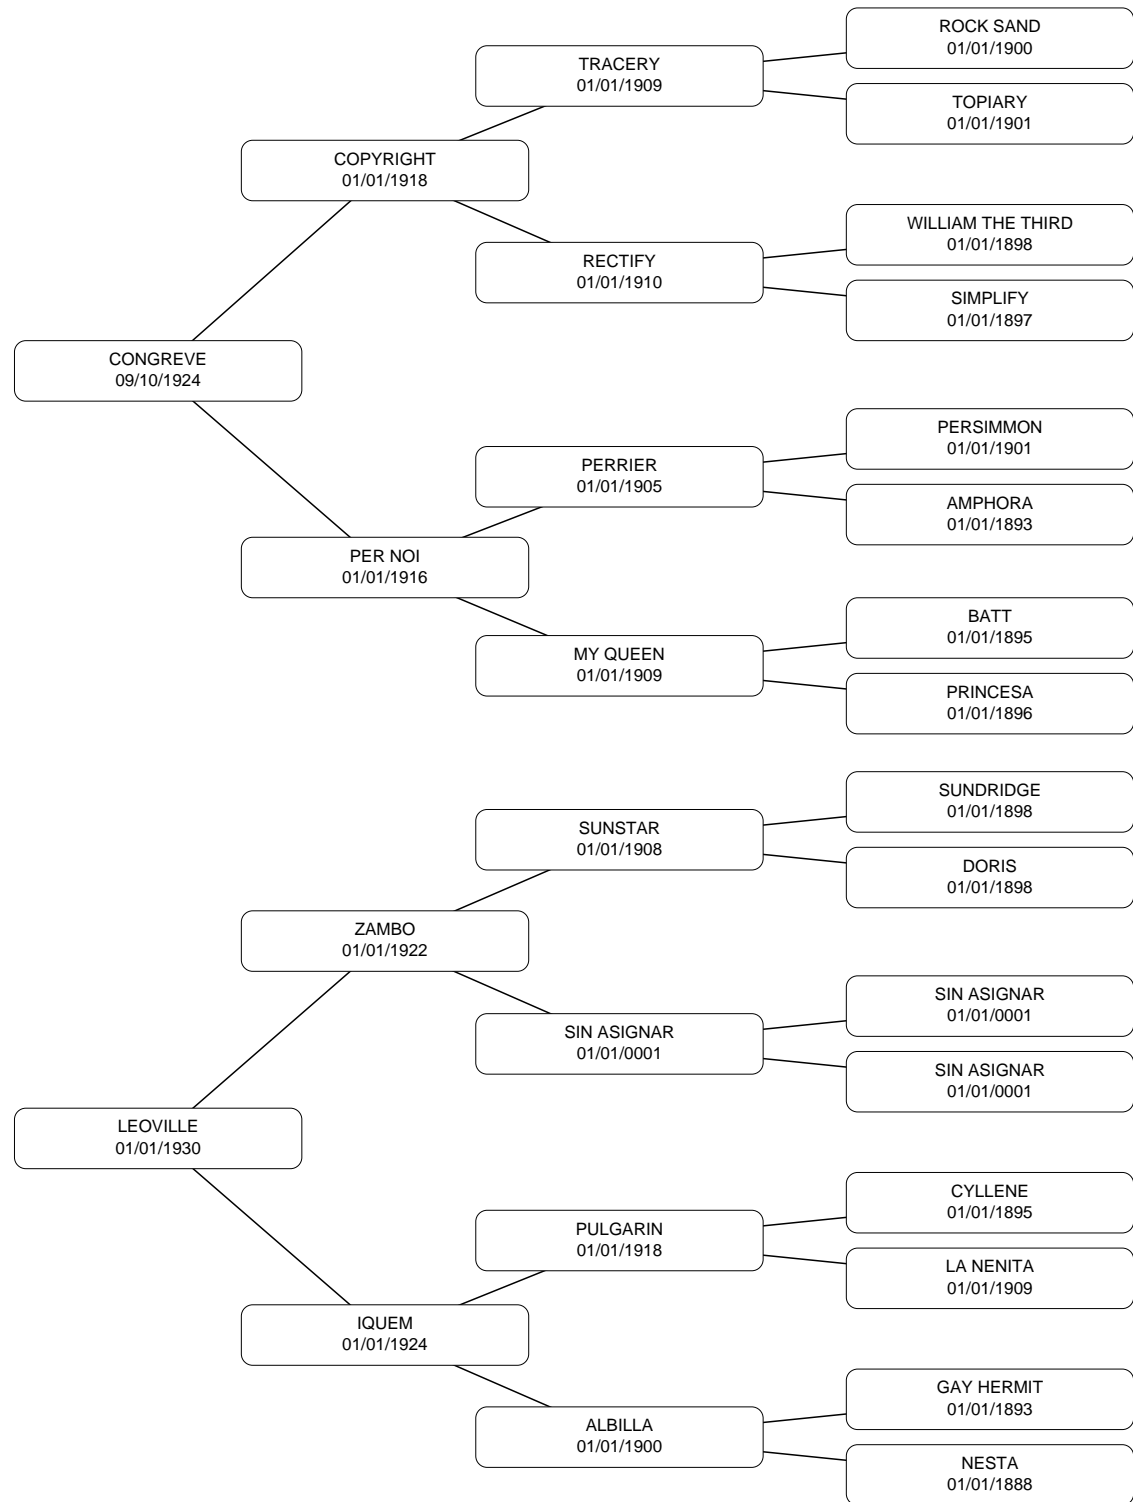 ROCK SAND
01/01/1900
TRACERY
01/01/1909
TOPIARY
01/01/1901
COPYRIGHT
01/01/1918
WILLIAM THE THIRD
01/01/1898
RECTIFY
01/01/1910
SIMPLIFY
01/01/1897
CONGREVE
09/10/1924
PERSIMMON
01/01/1901
PERRIER
01/01/1905
AMPHORA
01/01/1893
PER NOI
01/01/1916
BATT
01/01/1895
MY QUEEN
01/01/1909
PRINCESA
01/01/1896
SUNDRIDGE
01/01/1898
SUNSTAR
01/01/1908
DORIS
01/01/1898
ZAMBO
01/01/1922
SIN ASIGNAR
01/01/0001
SIN ASIGNAR
01/01/0001
SIN ASIGNAR
01/01/0001
LEOVILLE
01/01/1930
CYLLENE
01/01/1895
PULGARIN
01/01/1918
LA NENITA
01/01/1909
IQUEM
01/01/1924
GAY HERMIT
01/01/1893
ALBILLA
01/01/1900
NESTA
01/01/1888